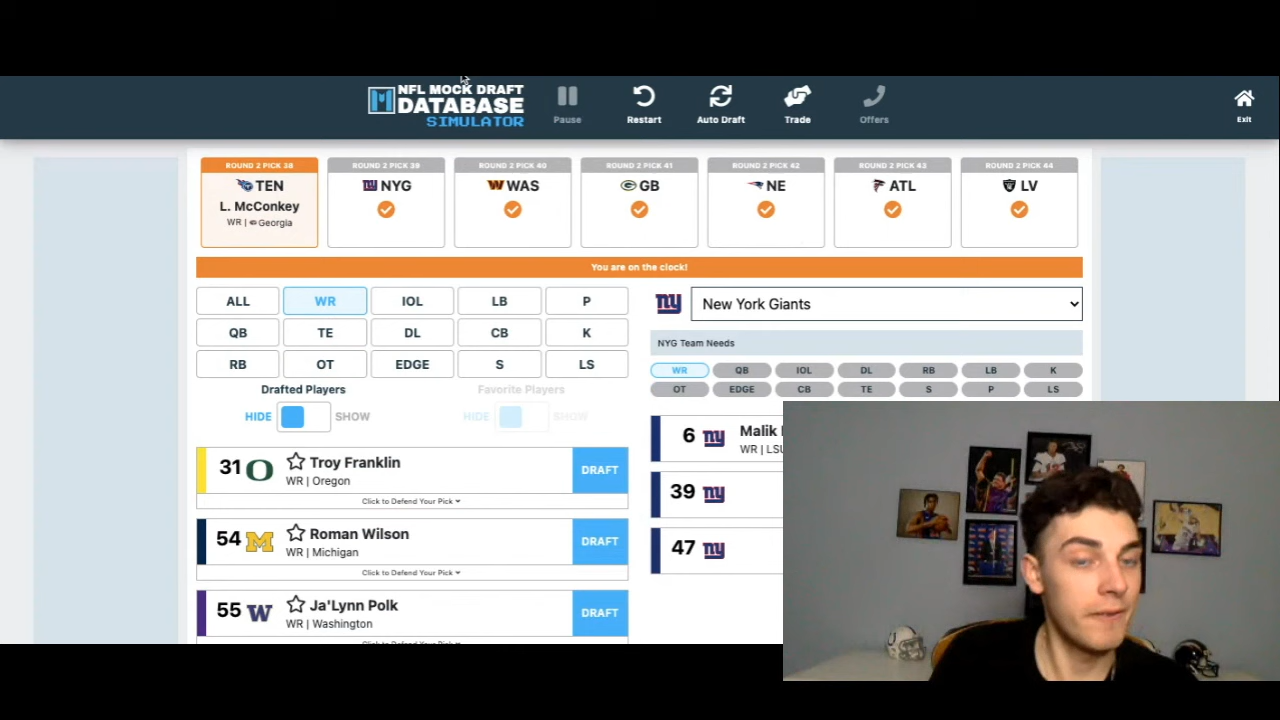 NFL MOCK DRAFT
DATABASE
SIMULATOR
Pause
Restart
Auto Draft
Trade
Offers
Exit
ROUND 2 PICK 38
TEN
L. McConkey
WR | Georgia
ROUND 2 PICK 39
NYG
ROUND 2 PICK 40
WAS
ROUND 2 PICK 41
GB
ROUND 2 PICK 42
NE
ROUND 2 PICK 43
ATL
ROUND 2 PICK 44
LV
You are on the clock!
ALL WR IOL LB P
QB TE DL CB K
RB OT EDGE S LS
Drafted Players
HIDE SHOW
Favorite Players
HIDE SHOW
31 O Troy Franklin
WR | Oregon
DRAFT
Click to Defend Your Pick
54 M Roman Wilson
WR | Michigan
DRAFT
Click to Defend Your Pick
55 W Ja'Lynn Polk
WR | Washington
DRAFT
ny New York Giants
NYG Team Needs
WR QB IOL DL RB LB K
OT EDGE CB TE S P LS
6 ny Malik
WR | LSU
39 ny
47 ny